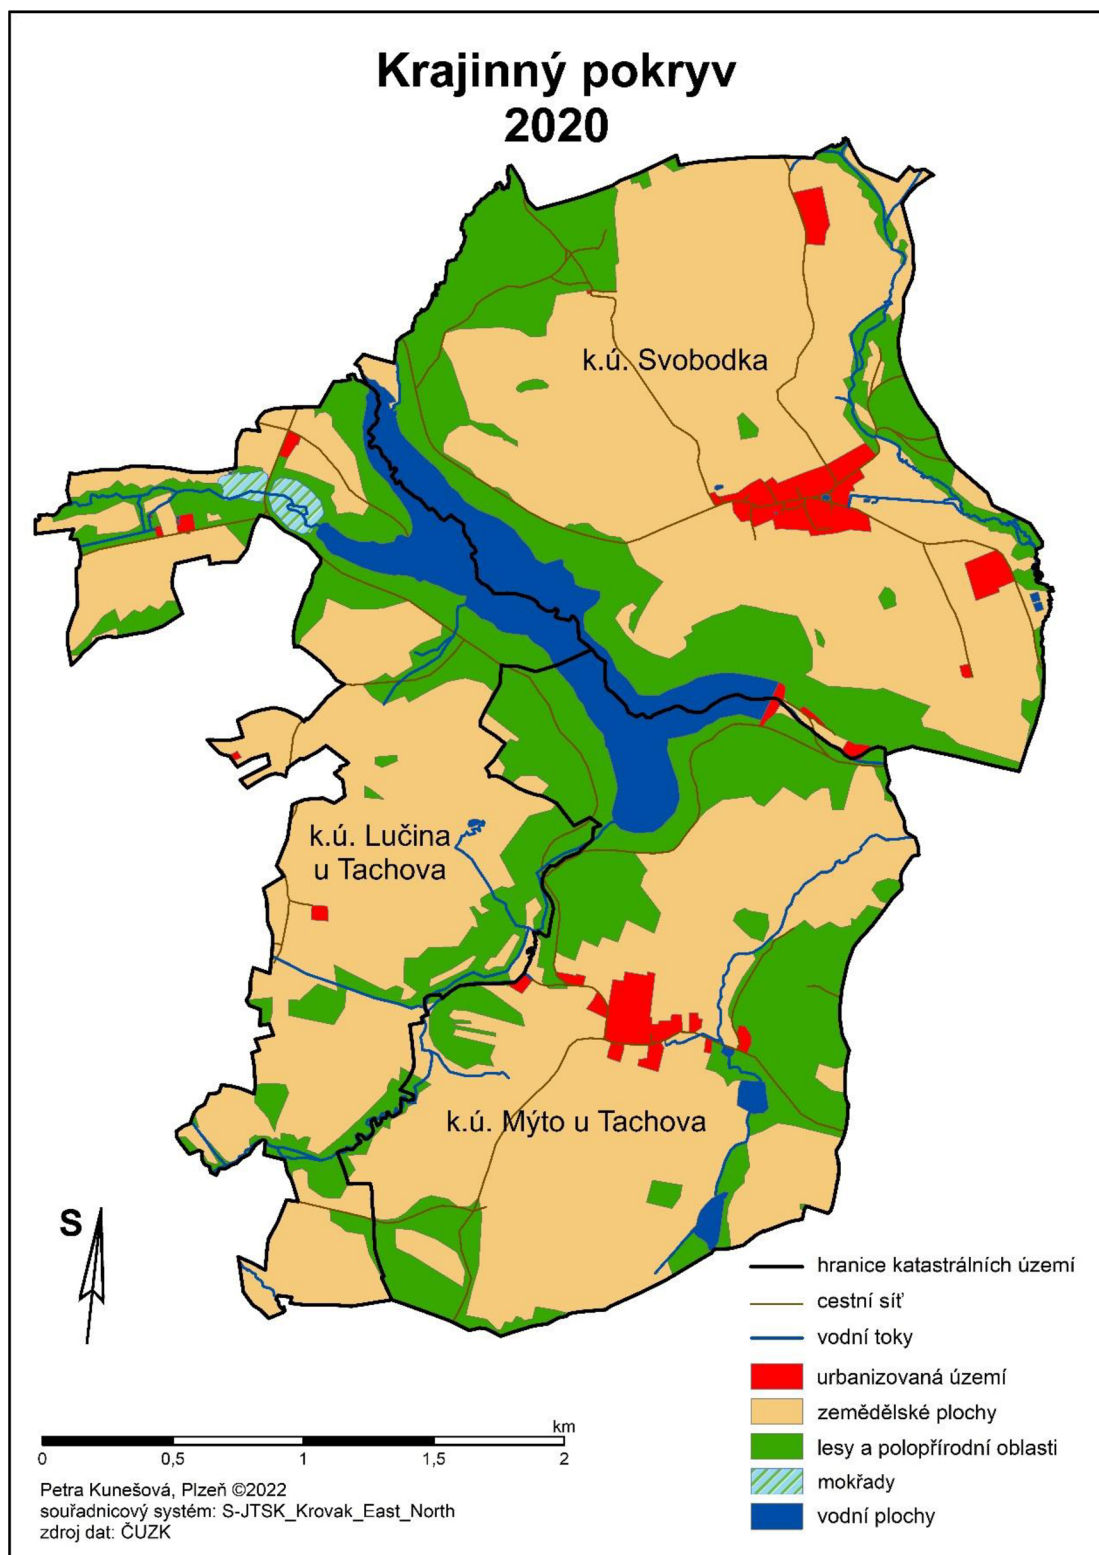 Krajinný pokryv
2020
k.ú. Svobodka
k.ú. Lučina
u Tachova
k.ú. Mýto u Tachova
S
hranice katastrálních území
cestní síť
vodní toky
urbanizovaná území
zemědělské plochy
lesy a polopřírodní oblasti
mokřady
vodní plochy
km
0 0,5 1 1,5 2
Petra Kunešová, Plzeň ©2022
souřadnicový systém: S-JTSK_Krovak_East_North
zdroj dat: ČUZK